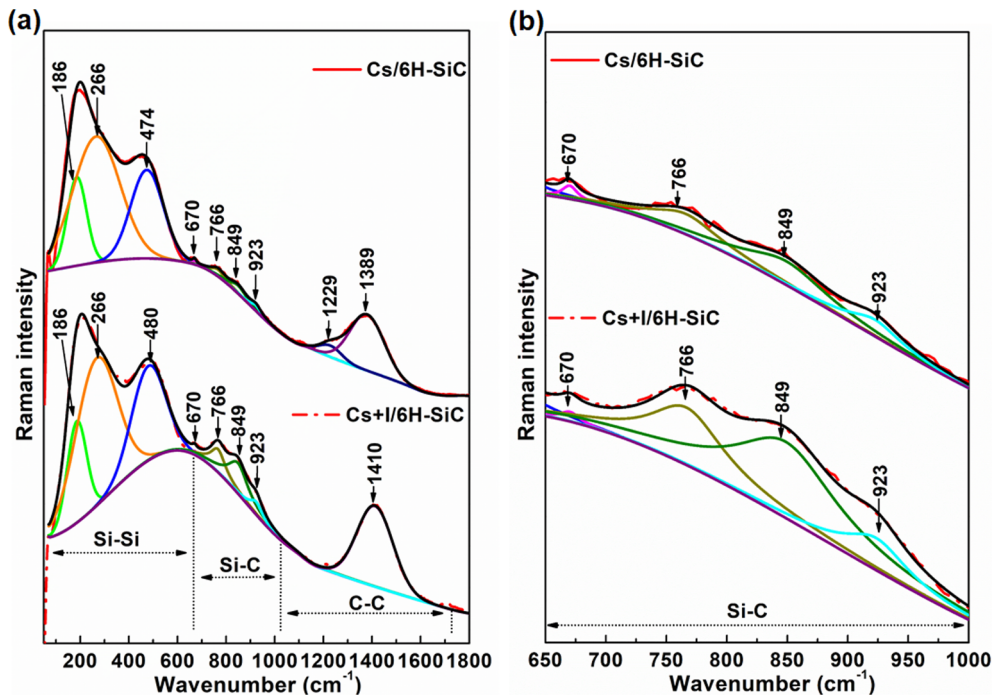 (a)
Cs/6H-SiC
186
266
474
670
766
849
923
1229
1389
Cs+I/6H-SiC
186
266
480
670
766
849
923
1410
Si-Si
Si-C
C-C
Raman intensity
200 400 600 800 1000 1200 1400 1600 1800
Wavenumber (cm⁻¹)
(b)
Cs/6H-SiC
670
766
849
923
Cs+I/6H-SiC
670
766
849
923
Si-C
Raman intensity
650 700 750 800 850 900 950 1000
Wavenumber (cm⁻¹)